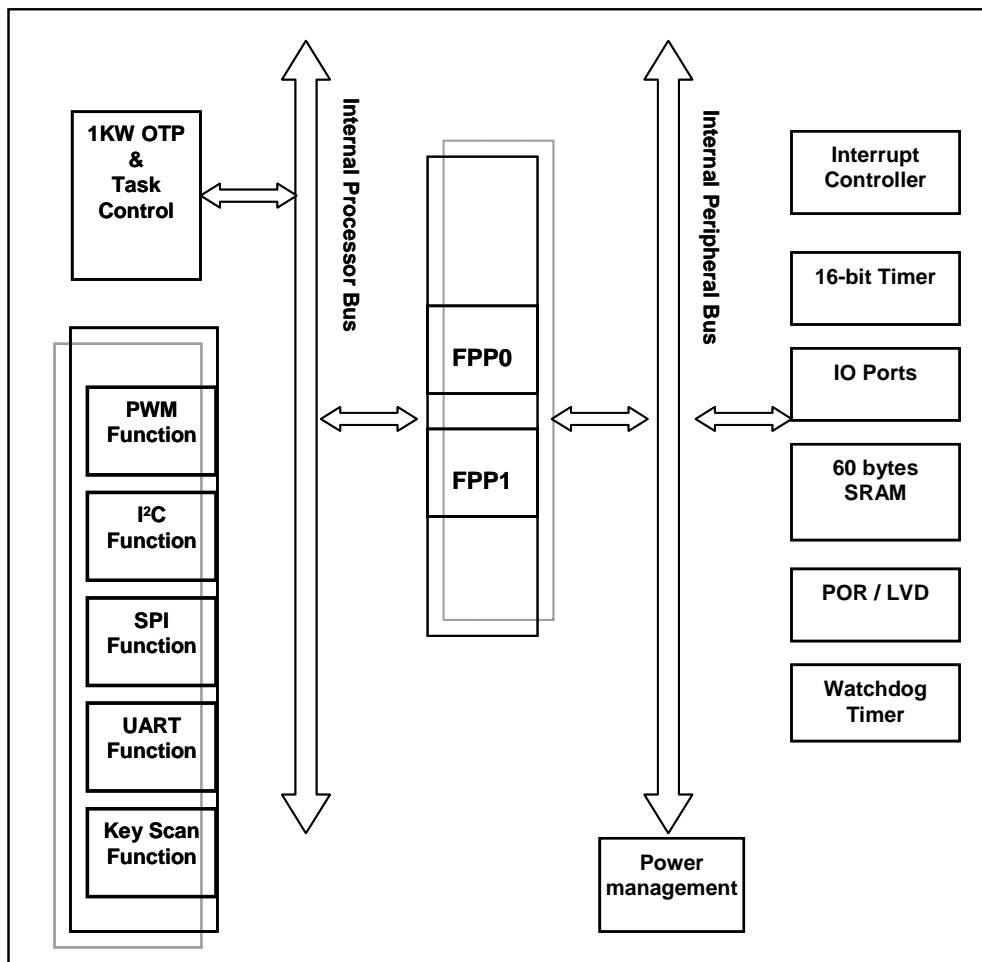 1KW OTP
&
Task
Control
PWM
Function
I²C
Function
SPI
Function
UART
Function
Key Scan
Function
Internal Processor Bus
FPP0
FPP1
Internal Peripheral Bus
Interrupt
Controller
16-bit Timer
IO Ports
60 bytes
SRAM
POR / LVD
Watchdog
Timer
Power
management